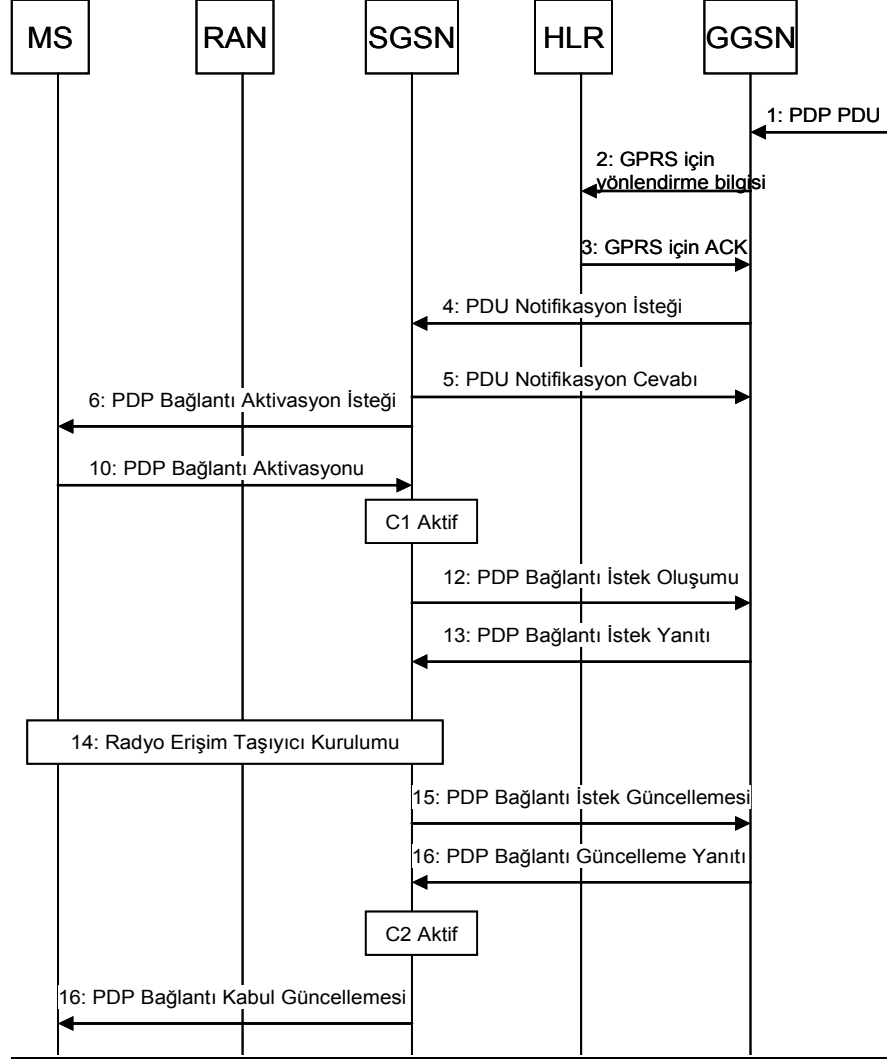 MS
RAN
SGSN
HLR
GGSN
1: PDP PDU
2: GPRS için
yönlendirme bilgisi
3: GPRS için ACK
4: PDU Notifikasyon İsteği
5: PDU Notifikasyon Cevabı
6: PDP Bağlantı Aktivasyon İsteği
10: PDP Bağlantı Aktivasyonu
C1 Aktif
12: PDP Bağlantı İstek Oluşumu
13: PDP Bağlantı İstek Yanıtı
14: Radyo Erişim Taşıyıcı Kurulumu
15: PDP Bağlantı İstek Güncellemesi
16: PDP Bağlantı Güncelleme Yanıtı
C2 Aktif
16: PDP Bağlantı Kabul Güncellemesi